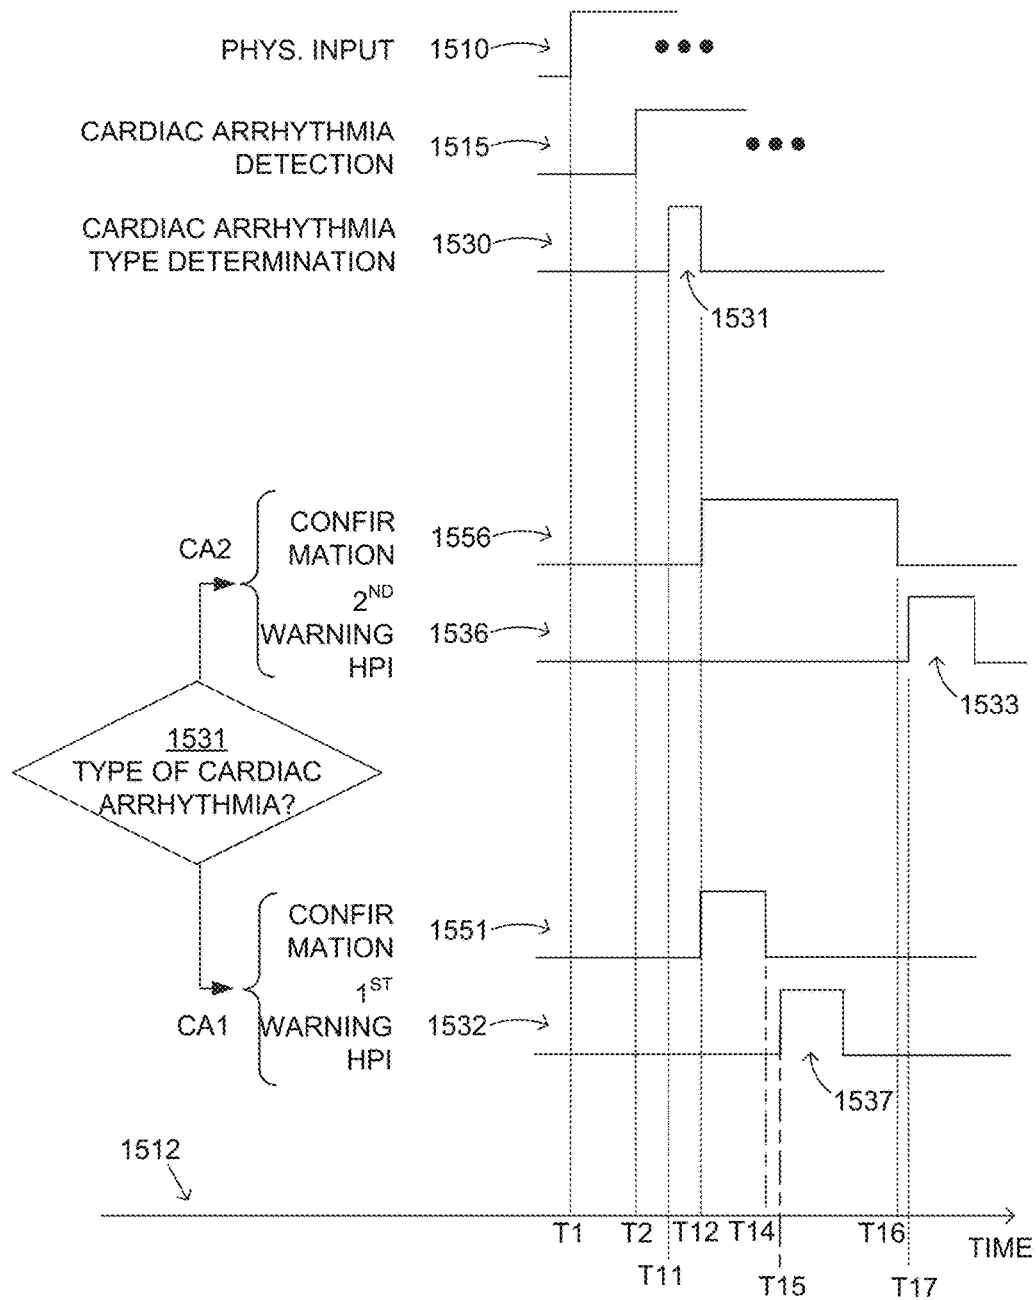 PHYS. INPUT 1510
CARDIAC ARRHYTHMIA
DETECTION
1515
CARDIAC ARRHYTHMIA
TYPE DETERMINATION
1530
1531
CA2
CONFIR
MATION
1556
2ND
WARNING
HPI
1536
1533
1531
TYPE OF CARDIAC
ARRHYTHMIA?
CONFIR
MATION
1551
CA1
1ST
WARNING
HPI
1532
1537
1512
T1 T2 T12 T14 T16
TIME
T11 T15 T17